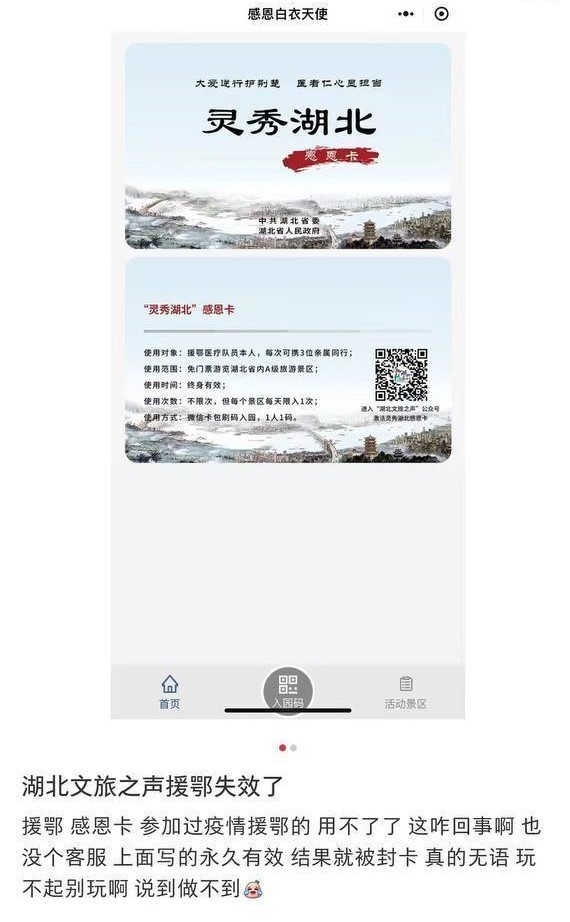 感恩白衣天使
大爱逆行护荆楚 医者仁心显担当
灵秀湖北
感恩卡
中共湖北省委
湖北省人民政府
“灵秀湖北”感恩卡
使用对象：援鄂医疗队员本人，每次可携3位亲属同行；
使用范围：免门票游览湖北省内A级旅游景区；
使用时间：终身有效；
使用次数：不限次，但每个景区每天限入1次；
使用方式：微信卡包刷码入园，1人1码。
进入“湖北文旅之声”公众号
激活灵秀湖北感恩卡
首页
入园码
活动景区
湖北文旅之声援鄂失效了
援鄂 感恩卡 参加过疫情援鄂的 用不了了 这咋回事啊 也
没个客服 上面写的永久有效 结果就被封卡 真的无语 玩
不起别玩啊 说到做不到